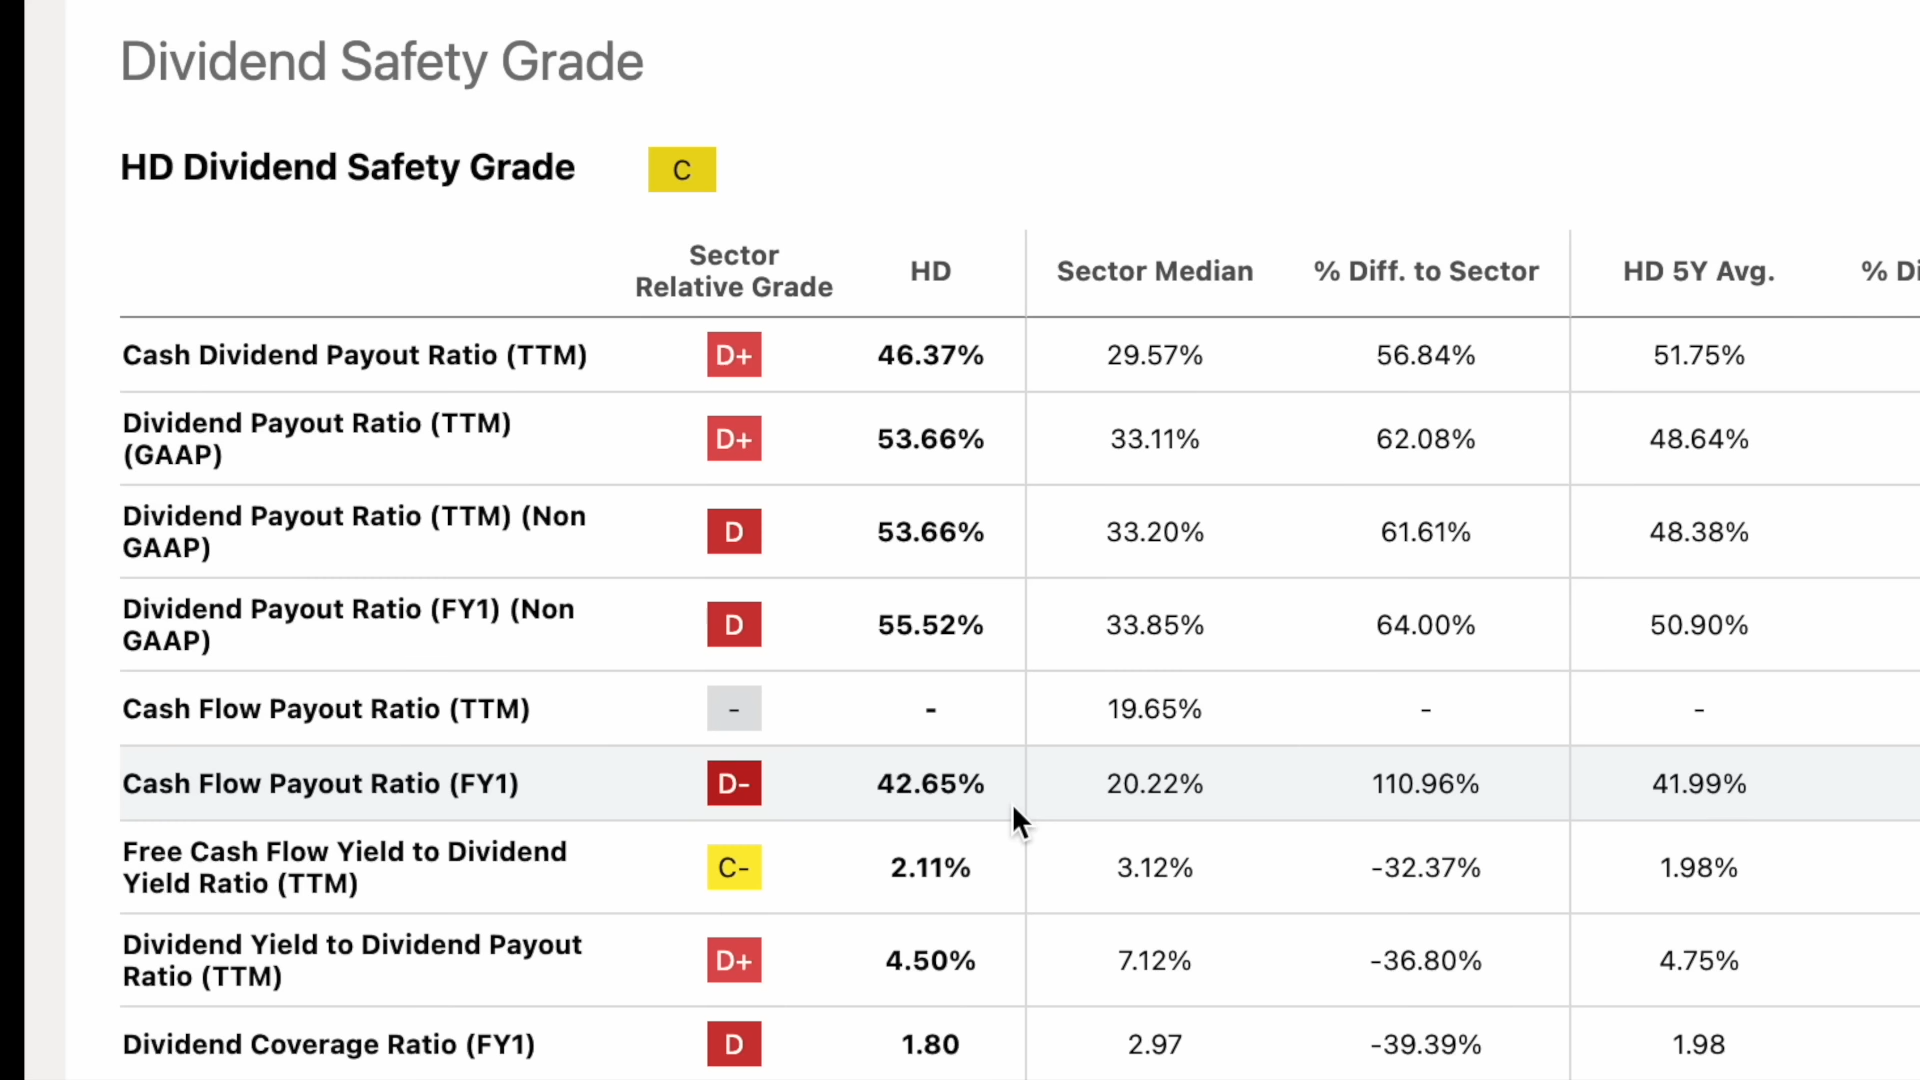 Dividend Safety Grade
HD Dividend Safety Grade C
Sector
Relative Grade HD Sector Median % Diff. to Sector HD 5Y Avg. % Di
Cash Dividend Payout Ratio (TTM) D+ 46.37% 29.57% 56.84% 51.75%
Dividend Payout Ratio (TTM)
(GAAP) D+ 53.66% 33.11% 62.08% 48.64%
Dividend Payout Ratio (TTM) (Non
GAAP) D 53.66% 33.20% 61.61% 48.38%
Dividend Payout Ratio (FY1) (Non
GAAP) D 55.52% 33.85% 64.00% 50.90%
Cash Flow Payout Ratio (TTM) - - 19.65% - -
Cash Flow Payout Ratio (FY1) D- 42.65% 20.22% 110.96% 41.99%
Free Cash Flow Yield to Dividend
Yield Ratio (TTM) C- 2.11% 3.12% -32.37% 1.98%
Dividend Yield to Dividend Payout
Ratio (TTM) D+ 4.50% 7.12% -36.80% 4.75%
Dividend Coverage Ratio (FY1) D 1.80 2.97 -39.39% 1.98